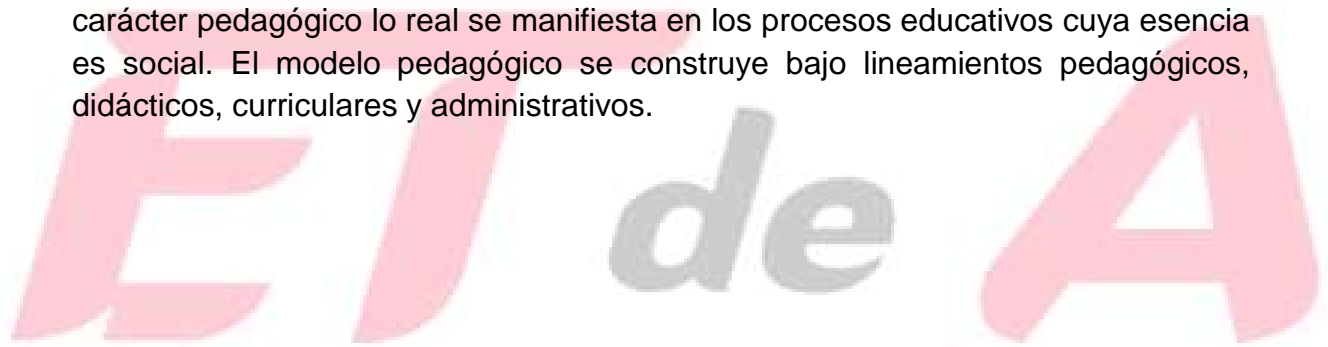 carácter pedagógico lo real se manifiesta en los procesos educativos cuya esencia
es social. El modelo pedagógico se construye bajo lineamientos pedagógicos,
didácticos, curriculares y administrativos.
ET de A